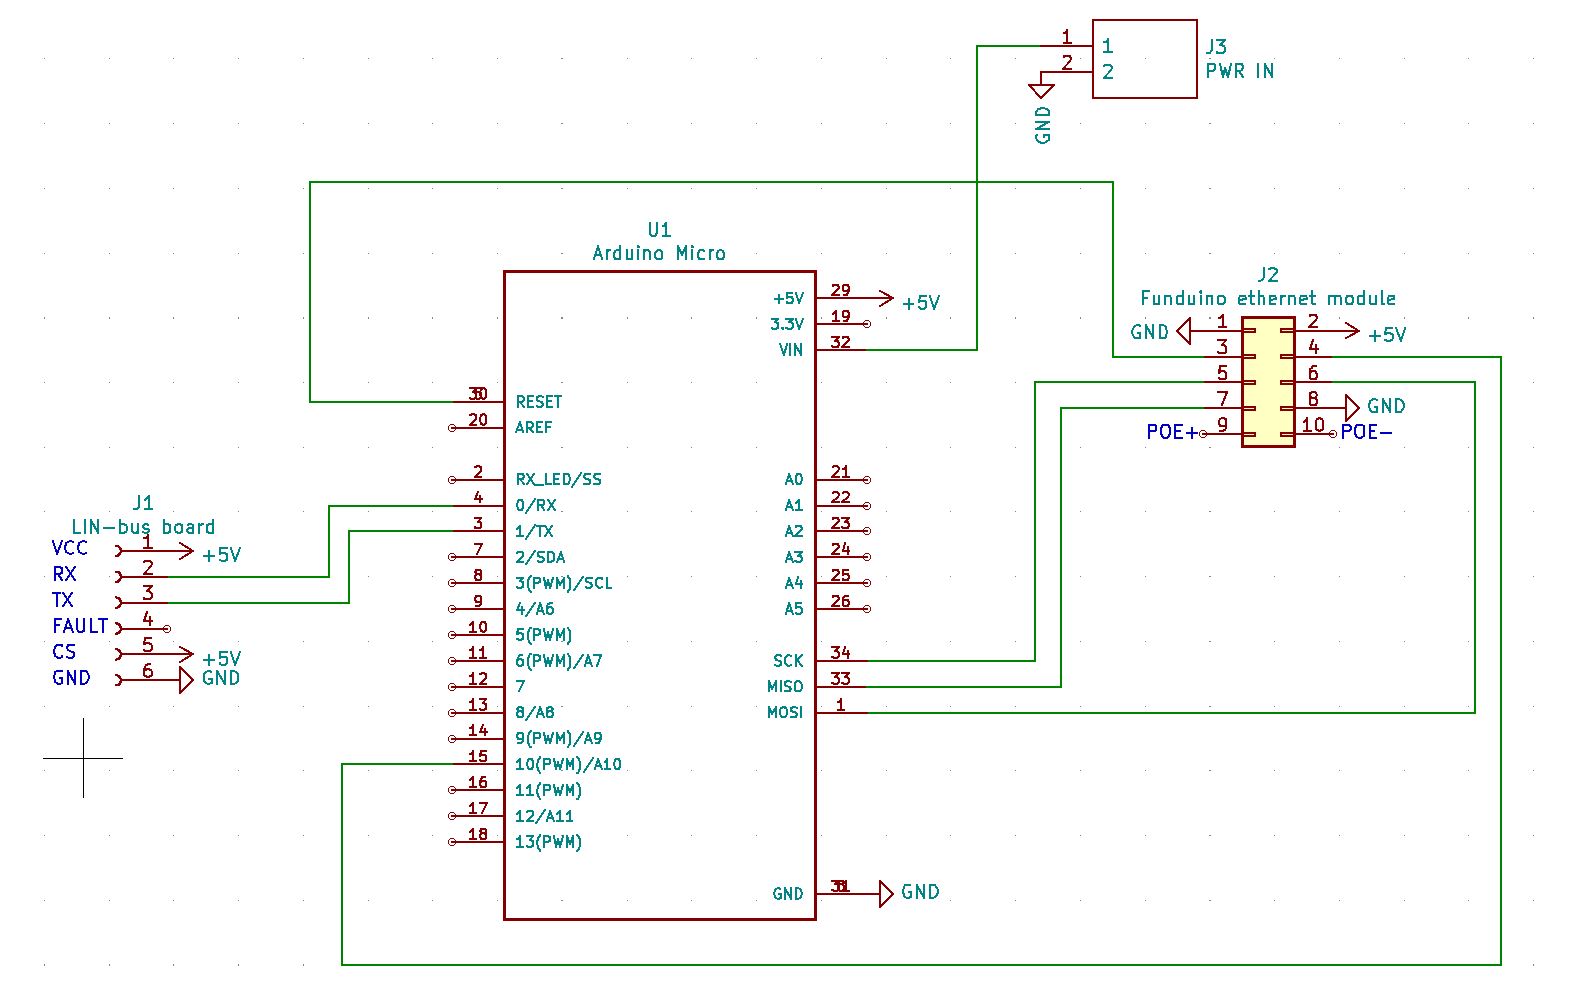 1 1
2 2
J3
PWR IN
GND
U1
Arduino Micro
+5V 29 +5V
3.3V 19
VIN 32
RESET
20 AREF
2 RX_LED/SS
4 0/RX
3 1/TX
7 2/SDA
8 3(PWM)/SCL
9 4/A6
10 5(PWM)
11 6(PWM)/A7
12 7
13 8/A8
14 9(PWM)/A9
15 10(PWM)/A10
16 11(PWM)
17 12/A11
18 13(PWM)
A0 21
A1 22
A2 23
A3 24
A4 25
A5 26
SCK 34
MISO 33
MOSI 1
GND GND
J2
Funduino ethernet module
GND 1 2 +5V
3 4
5 6
7 8 GND
POE+ 9 10 POE-
J1
LIN-bus board
VCC 1 +5V
RX 2
TX 3
FAULT 4
CS 5 +5V
GND 6 GND